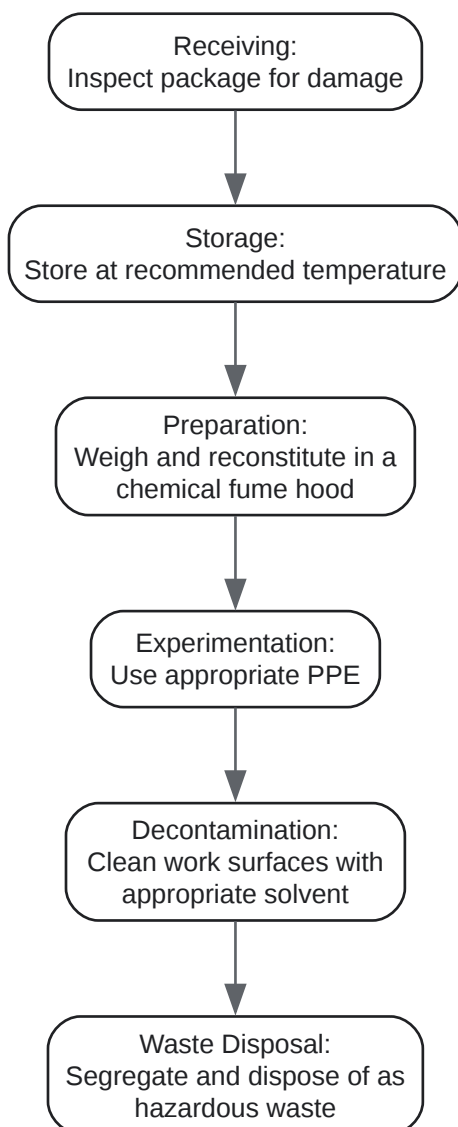 Receiving:
Inspect package for damage
Storage:
Store at recommended temperature
Preparation:
Weigh and reconstitute in a
chemical fume hood
Experimentation:
Use appropriate PPE
Decontamination:
Clean work surfaces with
appropriate solvent
Waste Disposal:
Segregate and dispose of as
hazardous waste